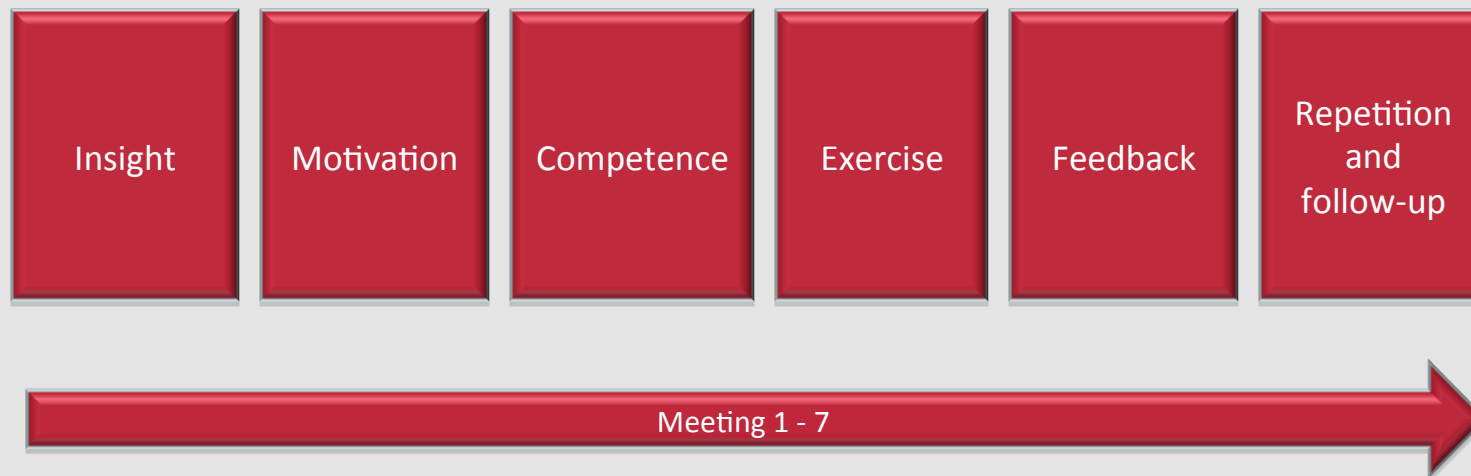 Insight
Motivation
Competence
Exercise
Feedback
Repetition
and
follow-up
Meeting 1 - 7